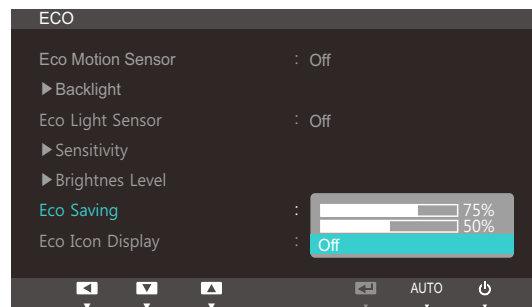 ECO
Eco Motion Sensor : Off
▶Backlight
Eco Light Sensor : Off
▶Sensitivity
▶Brightnes Level
Eco Saving : 75%
50%
Eco Icon Display : Off
AUTO